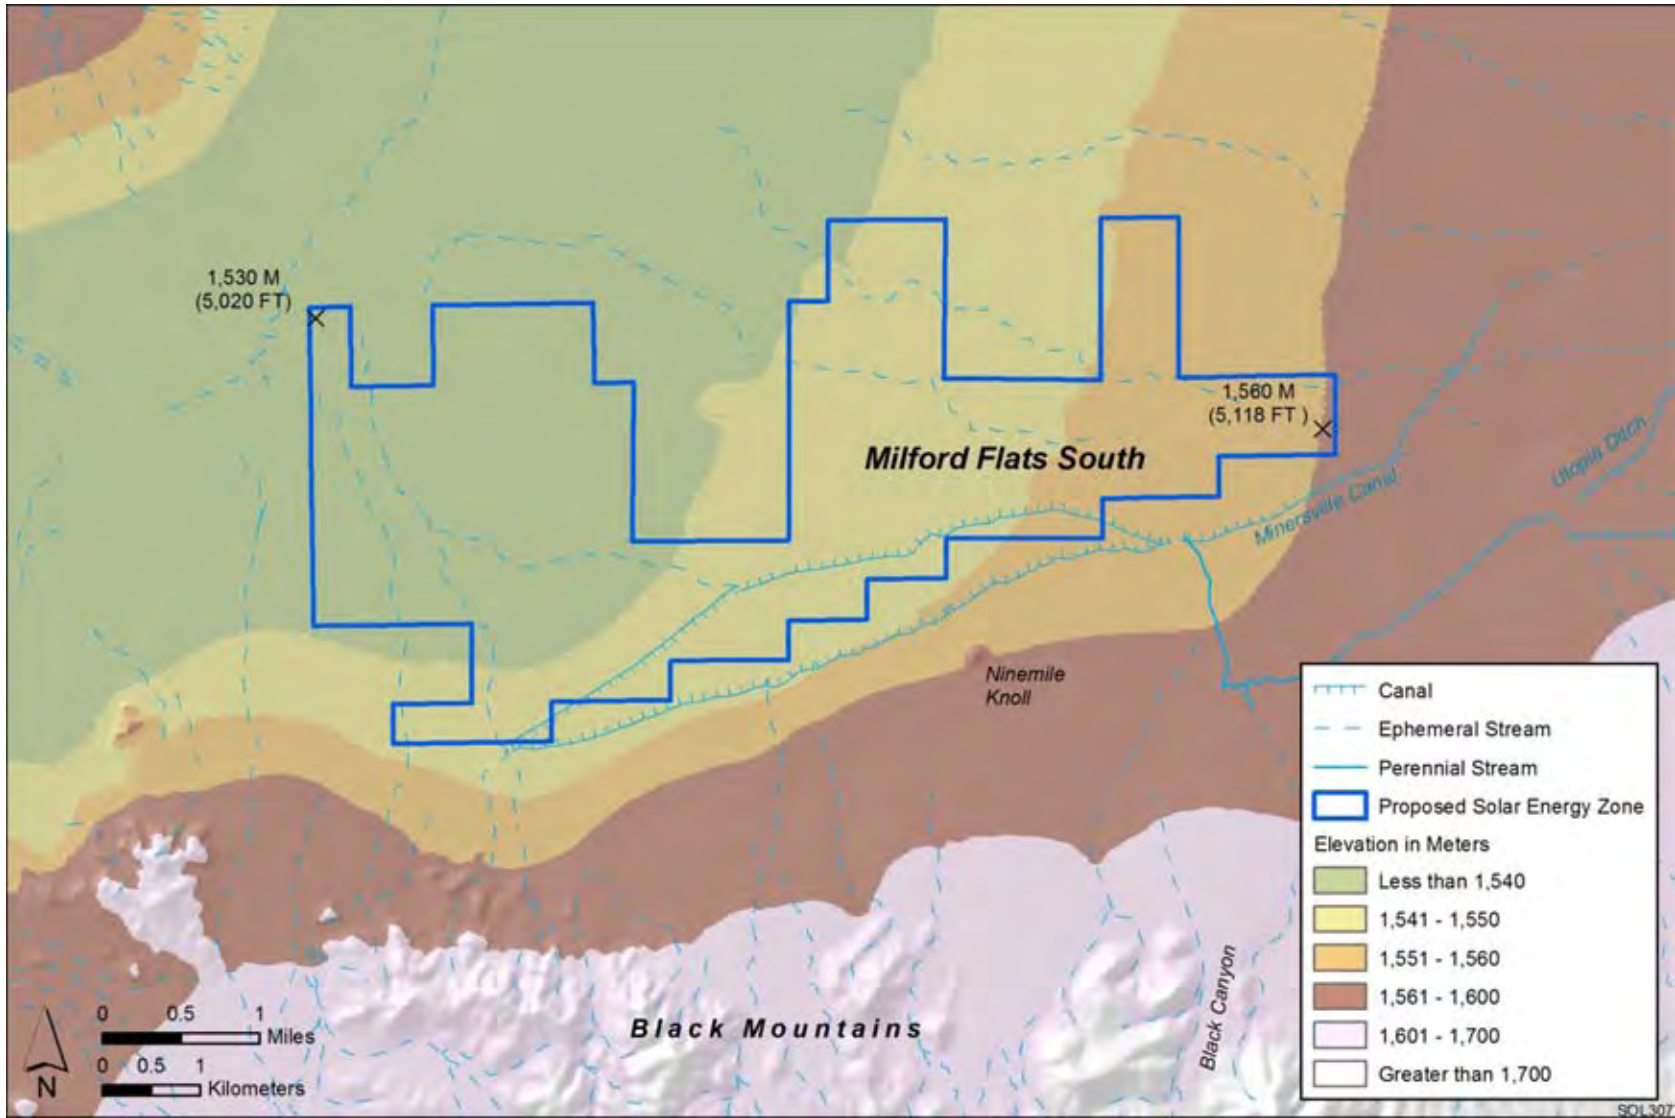 1,530 M
(5,020 FT)
1,560 M
(5,118 FT )
Milford Flats South
Minersville Canal
Utopia Ditch
Ninemile
Knoll
Black Canyon
Black Mountains
0 0.5 1
Miles
0 0.5 1
Kilometers
N
Canal
Ephemeral Stream
Perennial Stream
Proposed Solar Energy Zone
Elevation in Meters
Less than 1,540
1,541 - 1,550
1,551 - 1,560
1,561 - 1,600
1,601 - 1,700
Greater than 1,700